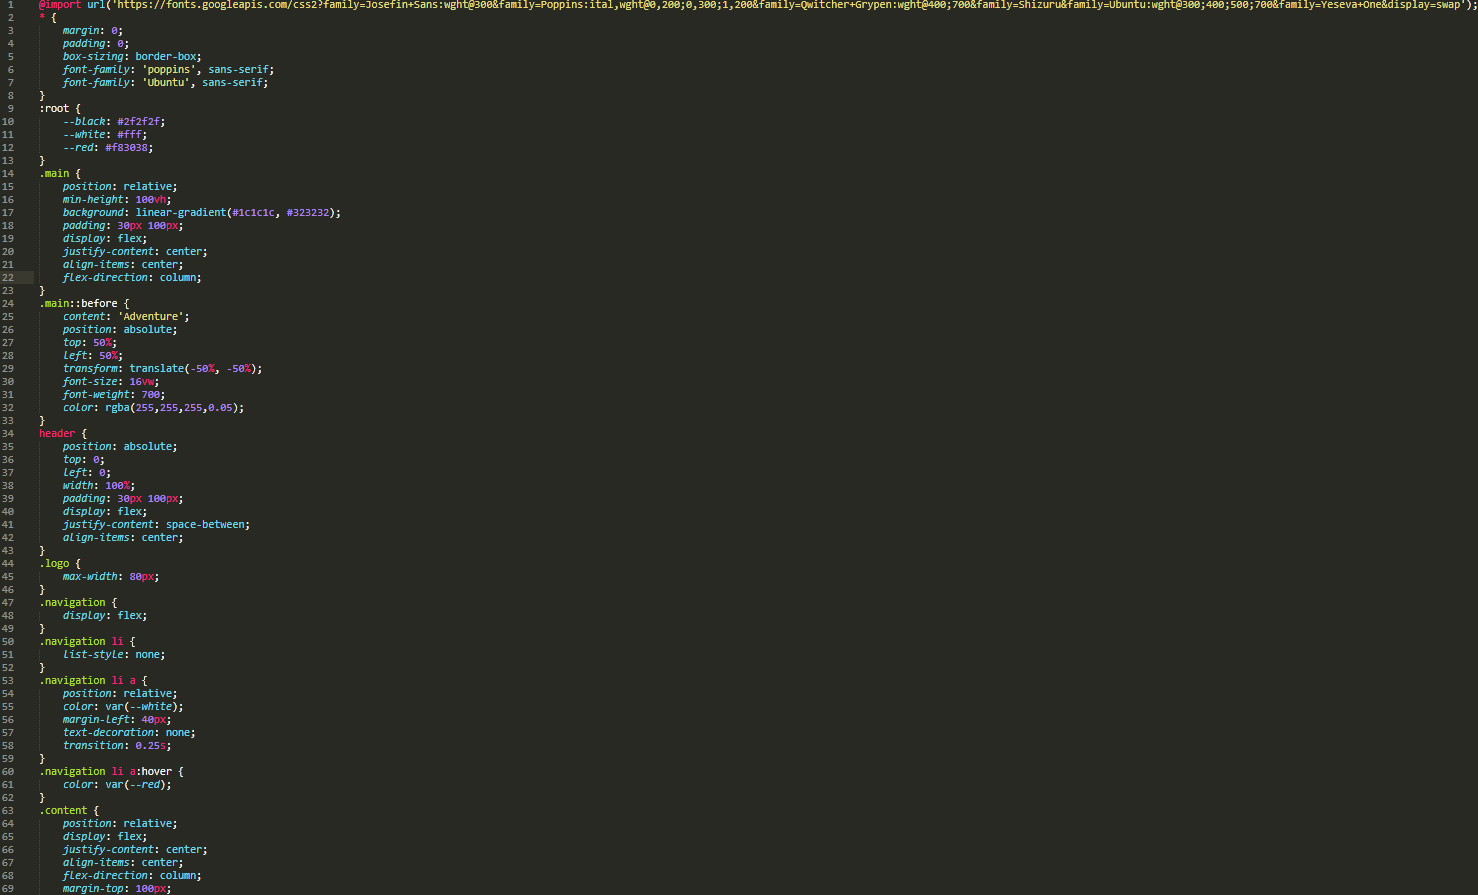 1 @import url('https://fonts.googleapis.com/css2?family=Josefin+Sans:wght@300&family=Poppins:ital,wght@0,200;0,300;1,200&family=Qwitcher+Grypen:wght@400;700&family=Shizuru&family=Ubuntu:wght@300;400;500;700&family=Yeseva+One&display=swap');
2 * {
3 margin: 0;
4 padding: 0;
5 box-sizing: border-box;
6 font-family: 'poppins', sans-serif;
7 font-family: 'Ubuntu', sans-serif;
8 }
9 :root {
10 --black: #2f2f2f;
11 --white: #fff;
12 --red: #f83038;
13 }
14 .main {
15 position: relative;
16 min-height: 100vh;
17 background: linear-gradient(#1c1c1c, #323232);
18 padding: 30px 100px;
19 display: flex;
20 justify-content: center;
21 align-items: center;
22 flex-direction: column;
23 }
24 .main::before {
25 content: 'Adventure';
26 position: absolute;
27 top: 50%;
28 left: 50%;
29 transform: translate(-50%, -50%);
30 font-size: 16vw;
31 font-weight: 700;
32 color: rgba(255,255,255,0.05);
33 }
34 header {
35 position: absolute;
36 top: 0;
37 left: 0;
38 width: 100%;
39 padding: 30px 100px;
40 display: flex;
41 justify-content: space-between;
42 align-items: center;
43 }
44 .logo {
45 max-width: 80px;
46 }
47 .navigation {
48 display: flex;
49 }
50 .navigation li {
51 list-style: none;
52 }
53 .navigation li a {
54 position: relative;
55 color: var(--white);
56 margin-left: 40px;
57 text-decoration: none;
58 transition: 0.25s;
59 }
60 .navigation li a:hover {
61 color: var(--red);
62 }
63 .content {
64 position: relative;
65 display: flex;
66 justify-content: center;
67 align-items: center;
68 flex-direction: column;
69 margin-top: 100px;